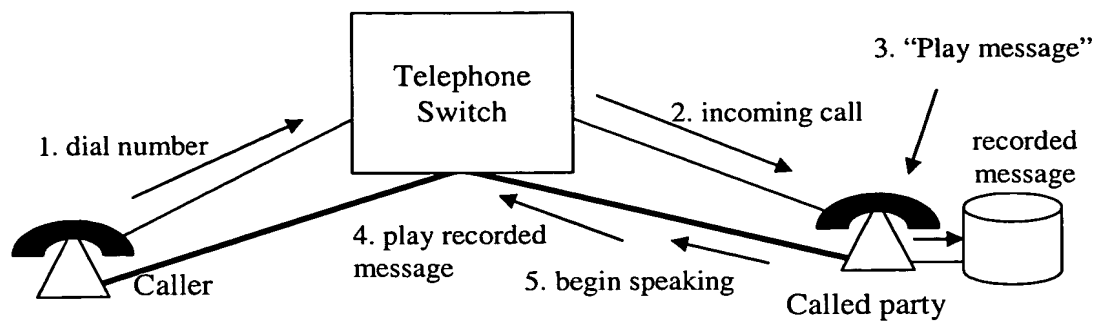 3. “Play message”
Telephone
Switch
2. incoming call
1. dial number
recorded
message
4. play recorded
message
5. begin speaking
Caller
Called party